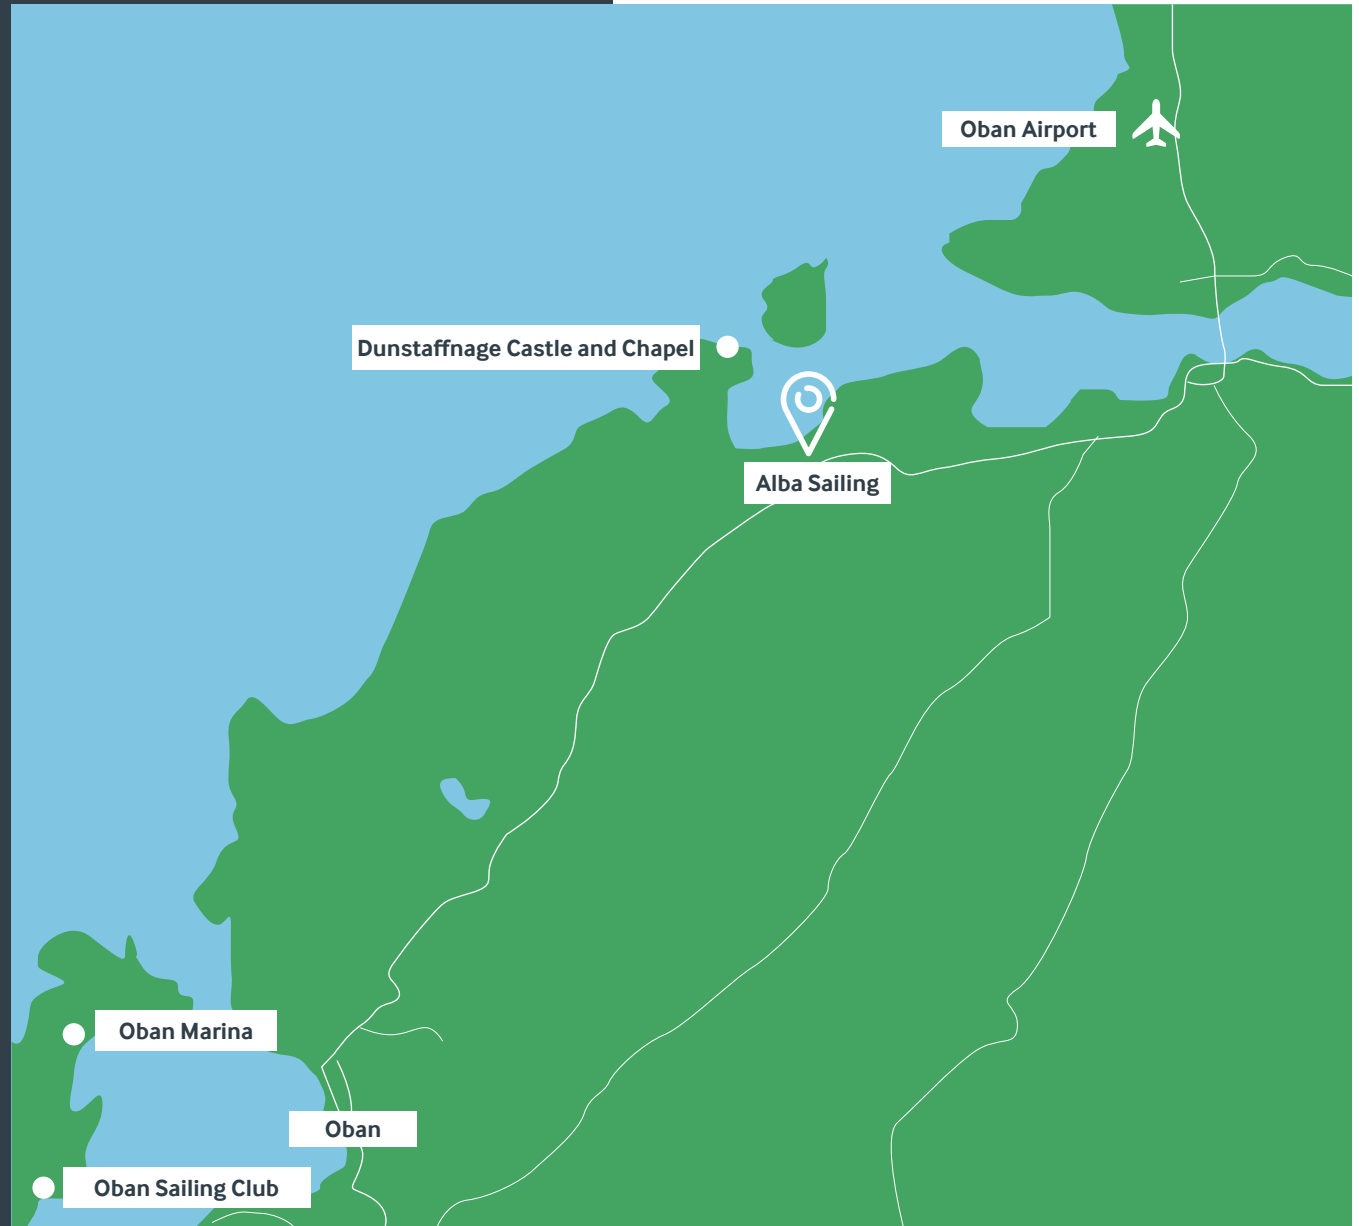 Oban Airport
Dunstaffnage Castle and Chapel
Alba Sailing
Oban Marina
Oban
Oban Sailing Club